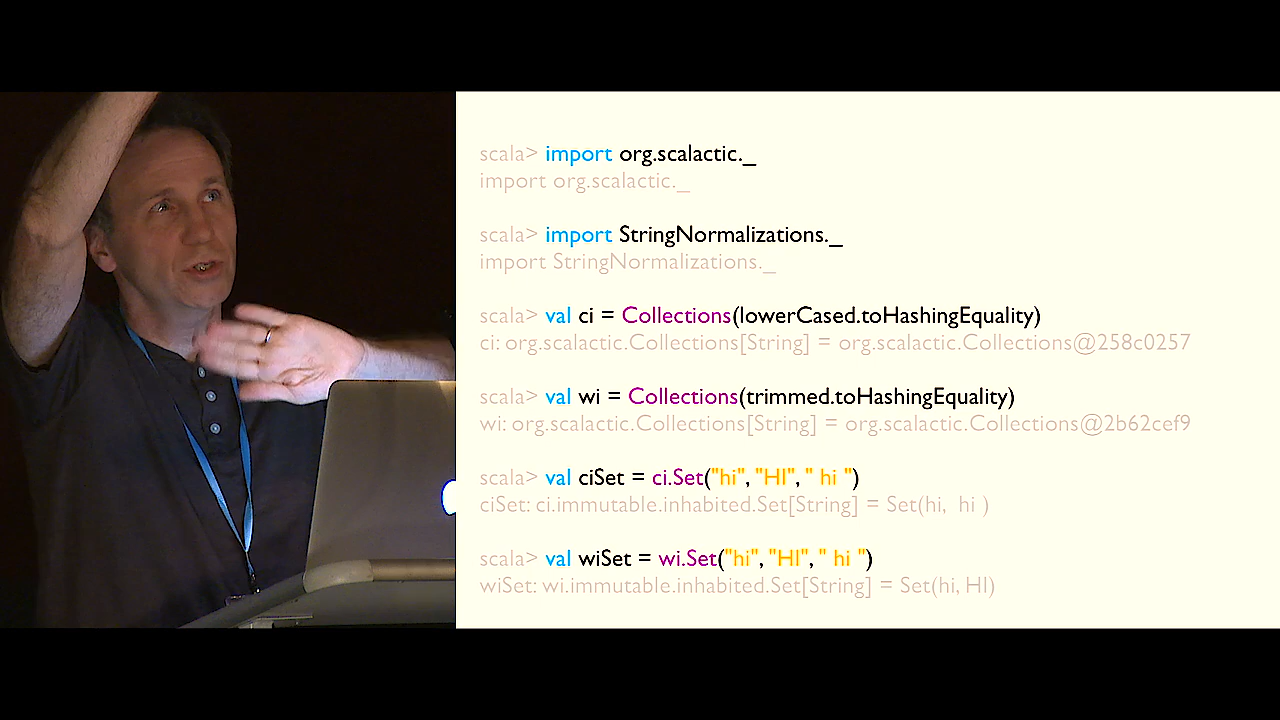 scala> import org.scalactic._
import org.scalactic._
scala> import StringNormalizations._
import StringNormalizations._
scala> val ci = Collections(lowerCased.toHashingEquality)
ci: org.scalactic.Collections[String] = org.scalactic.Collections@258c0257
scala> val wi = Collections(trimmed.toHashingEquality)
wi: org.scalactic.Collections[String] = org.scalactic.Collections@2b62cef9
scala> val ciSet = ci.Set("hi", "HI", " hi ")
ciSet: ci.immutable.inhabited.Set[String] = Set(hi,  hi )
scala> val wiSet = wi.Set("hi", "HI", " hi ")
wiSet: wi.immutable.inhabited.Set[String] = Set(hi, HI)